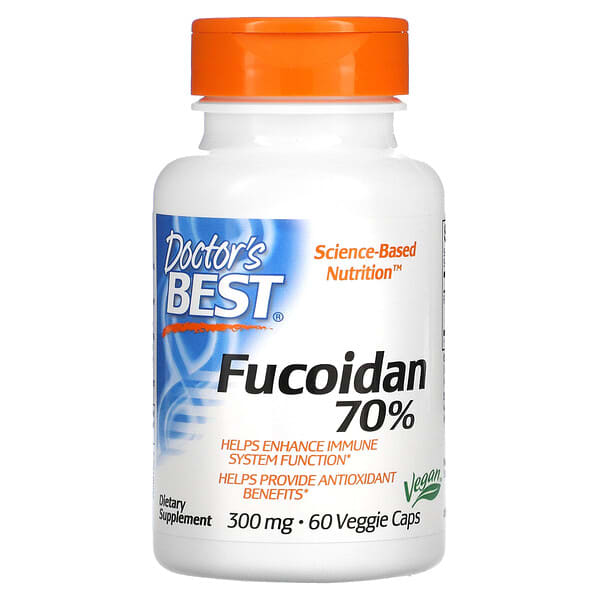 Doctor's
BEST®
Science-Based
Nutrition™
Fucoidan
70%
HELPS ENHANCE IMMUNE
SYSTEM FUNCTION*
HELPS PROVIDE ANTIOXIDANT
BENEFITS*
Vegan
Dietary
Supplement
300 mg • 60 Veggie Caps